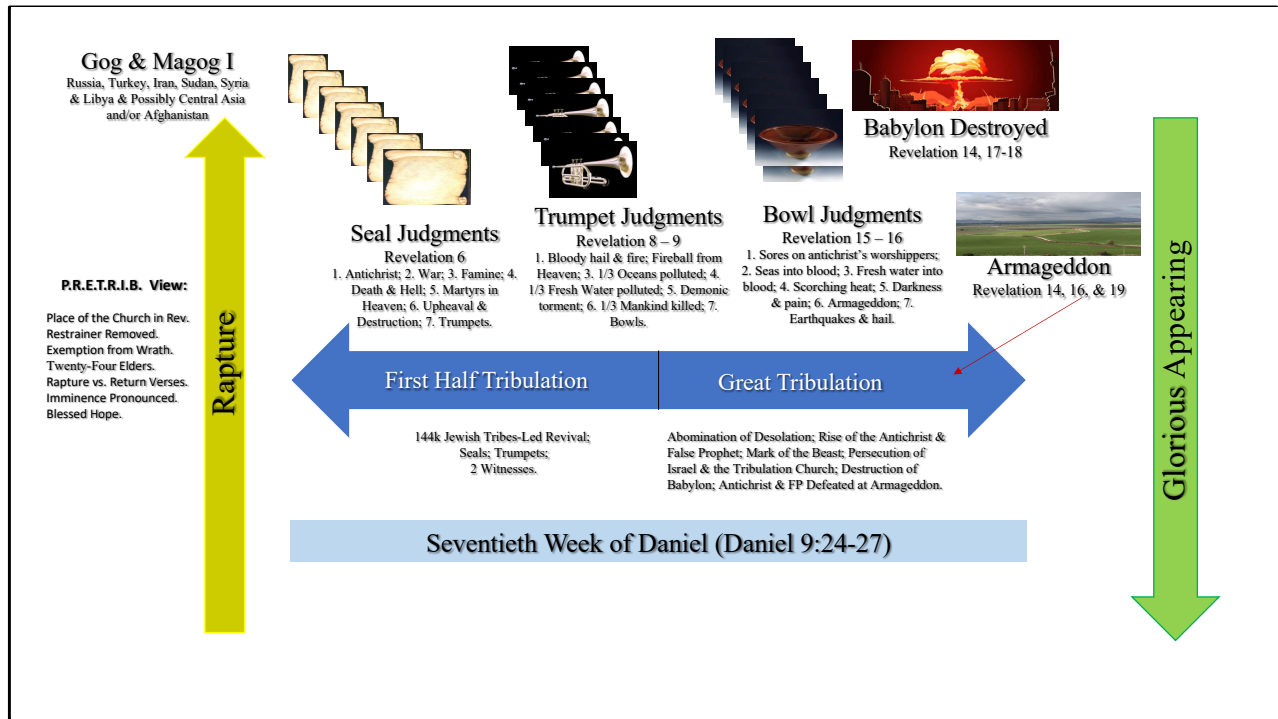 Gog & Magog I
Russia, Turkey, Iran, Sudan, Syria
& Libya & Possibly Central Asia
and/or Afghanistan
Rapture
P.R.E.T.R.I.B. View:
Place of the Church in Rev.
Restrainer Removed.
Exemption from Wrath.
Twenty-Four Elders.
Rapture vs. Return Verses.
Imminence Pronounced.
Blessed Hope.
Seal Judgments
Revelation 6
1. Antichrist; 2. War; 3. Famine; 4.
Death & Hell; 5. Martyrs in
Heaven; 6. Upheaval &
Destruction; 7. Trumpets.
Trumpet Judgments
Revelation 8 – 9
1. Bloody hail & fire; Fireball from
Heaven; 3. 1/3 Oceans polluted; 4.
1/3 Fresh Water polluted; 5. Demonic
torment; 6. 1/3 Mankind killed; 7.
Bowls.
Bowl Judgments
Revelation 15 – 16
1. Sores on antichrist’s worshippers;
2. Seas into blood; 3. Fresh water into
blood; 4. Scorching heat; 5. Darkness
& pain; 6. Armageddon; 7.
Earthquakes & hail.
Babylon Destroyed
Revelation 14, 17-18
Armageddon
Revelation 14, 16, & 19
First Half Tribulation
Great Tribulation
144k Jewish Tribes-Led Revival;
Seals; Trumpets;
2 Witnesses.
Abomination of Desolation; Rise of the Antichrist &
False Prophet; Mark of the Beast; Persecution of
Israel & the Tribulation Church; Destruction of
Babylon; Antichrist & FP Defeated at Armageddon.
Seventieth Week of Daniel (Daniel 9:24-27)
Glorious Appearing